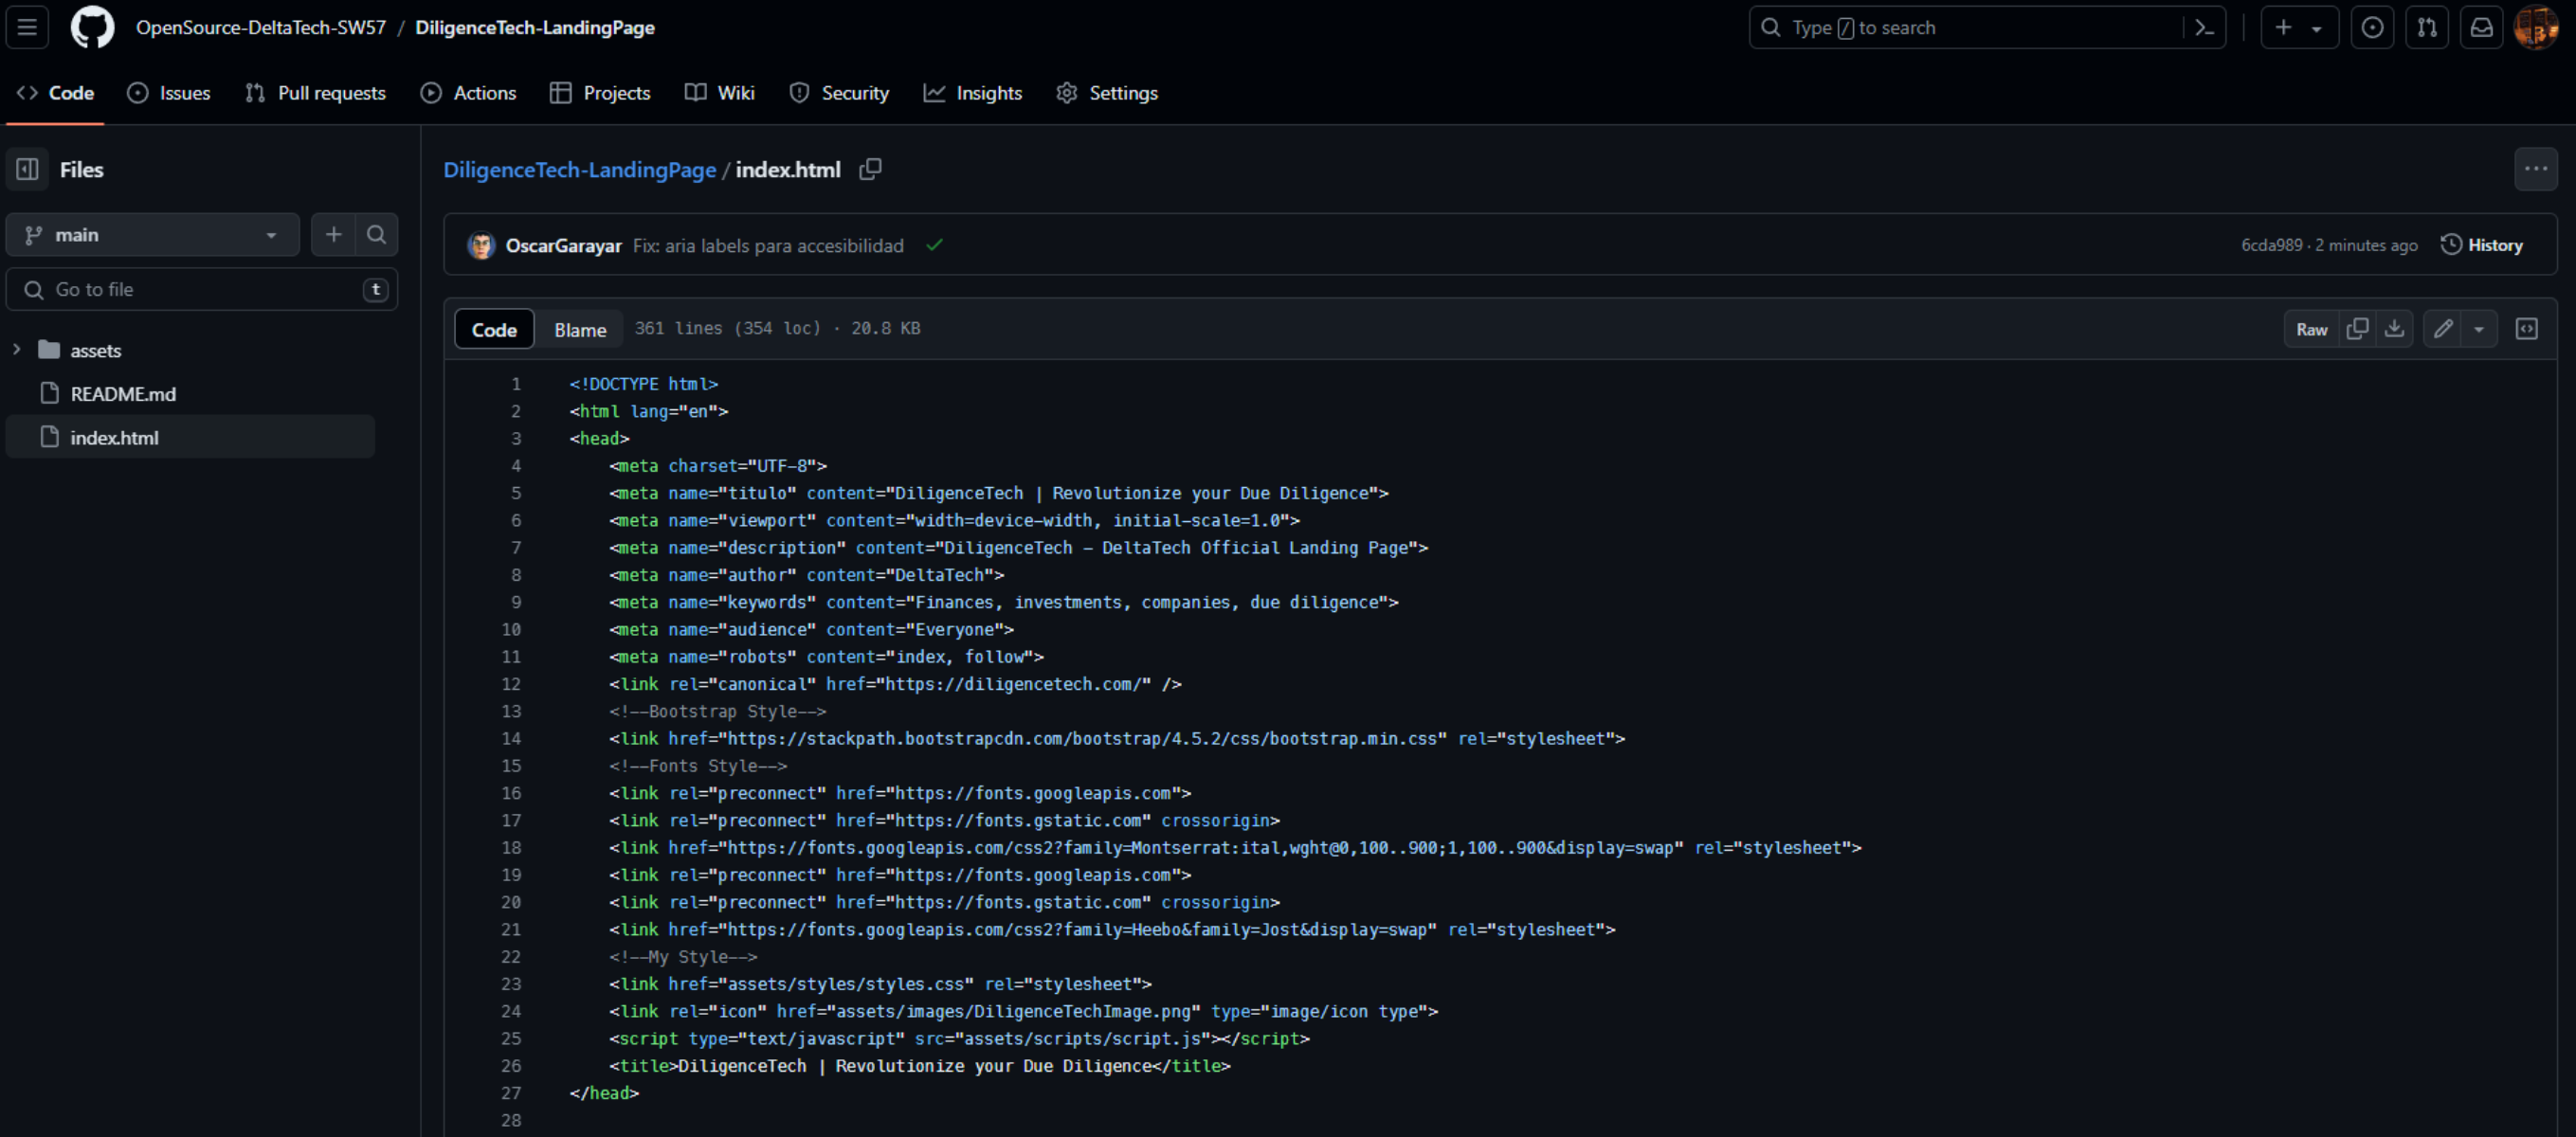 OpenSource-DeltaTech-SW57 / DiligenceTech-LandingPage
Type / to search
Code Issues Pull requests Actions Projects Wiki Security Insights Settings
Files
main
Go to file t
assets
README.md
index.html
DiligenceTech-LandingPage / index.html
OscarGarayar Fix: aria labels para accesibilidad 6cda989 · 2 minutes ago History
Code Blame 361 lines (354 loc) · 20.8 KB Raw
1 <!DOCTYPE html>
2 <html lang="en">
3 <head>
4 <meta charset="UTF-8">
5 <meta name="titulo" content="DiligenceTech | Revolutionize your Due Diligence">
6 <meta name="viewport" content="width=device-width, initial-scale=1.0">
7 <meta name="description" content="DiligenceTech - DeltaTech Official Landing Page">
8 <meta name="author" content="DeltaTech">
9 <meta name="keywords" content="Finances, investments, companies, due diligence">
10 <meta name="audience" content="Everyone">
11 <meta name="robots" content="index, follow">
12 <link rel="canonical" href="https://diligencetech.com/" />
13 <!--Bootstrap Style-->
14 <link href="https://stackpath.bootstrapcdn.com/bootstrap/4.5.2/css/bootstrap.min.css" rel="stylesheet">
15 <!--Fonts Style-->
16 <link rel="preconnect" href="https://fonts.googleapis.com">
17 <link rel="preconnect" href="https://fonts.gstatic.com" crossorigin>
18 <link href="https://fonts.googleapis.com/css2?family=Montserrat:ital,wght@0,100..900;1,100..900&display=swap" rel="stylesheet">
19 <link rel="preconnect" href="https://fonts.googleapis.com">
20 <link rel="preconnect" href="https://fonts.gstatic.com" crossorigin>
21 <link href="https://fonts.googleapis.com/css2?family=Heebo&family=Jost&display=swap" rel="stylesheet">
22 <!--My Style-->
23 <link href="assets/styles/styles.css" rel="stylesheet">
24 <link rel="icon" href="assets/images/DiligenceTechImage.png" type="image/icon type">
25 <script type="text/javascript" src="assets/scripts/script.js"></script>
26 <title>DiligenceTech | Revolutionize your Due Diligence</title>
27 </head>
28